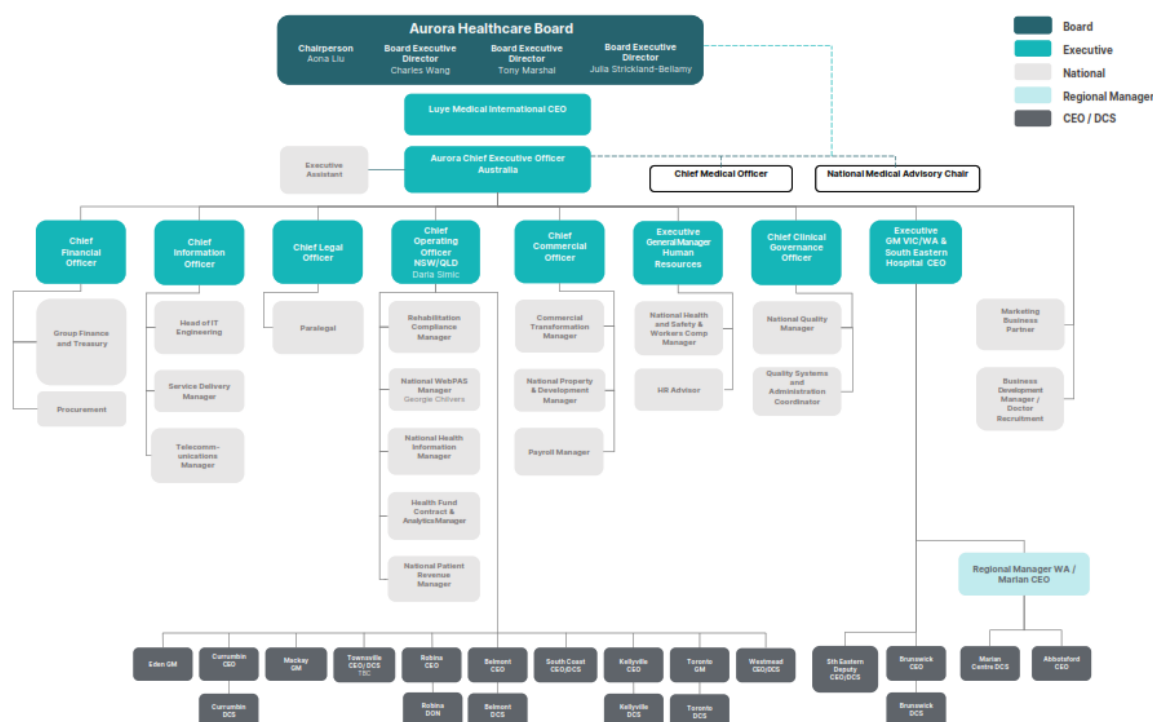 Aurora Healthcare Board
Chairperson
Aona Liu
Board Executive
Director
Charles Wang
Board Executive
Director
Tony Marshal
Board Executive
Director
Julia Strickland-Bellamy
Board
Executive
National
Regional Manager
CEO / DCS
Luye Medical International CEO
Executive
Assistant
Aurora Chief Executive Officer
Australia
Chief Medical Officer
National Medical Advisory Chair
Chief
Financial
Officer
Chief
Information
Officer
Chief Legal
Officer
Chief
Operating
Officer
NSW/QLD
Daria Simic
Chief
Commercial
Officer
Executive
General Manager
Human
Resources
Chief Clinical
Governance
Officer
Executive
GM VIC/WA &
South Eastern
Hospital CEO
Group Finance
and Treasury
Procurement
Head of IT
Engineering
Service Delivery
Manager
Telecomm-
unications
Manager
Paralegal
Rehabilitation
Compliance
Manager
National WebPAS
Manager
Georgie Chilvers
National Health
Information
Manager
Health Fund
Contract &
Analytics Manager
National Patient
Revenue
Manager
Commercial
Transformation
Manager
National Property
& Development
Manager
Payroll Manager
National Health
and Safety &
Workers Comp
Manager
HR Advisor
National Quality
Manager
Quality Systems
and
Administration
Coordinator
Marketing
Business
Partner
Business
Development
Manager /
Doctor
Recruitment
Regional Manager WA /
Marian CEO
Eden GM
Currumbin
CEO
Mackay
GM
Townsville
CEO/DCS
TBC
Robina
CEO
Belmont
CEO
South Coast
CEO/DCS
Kellyville
CEO
Toronto
GM
Westmead
CEO/DCS
Sth Eastern
Deputy
CEO/DCS
Brunswick
CEO
Marian
Centre DCS
Abbotsford
CEO
Currumbin
DCS
Robina
DON
Belmont
DCS
Kellyville
DCS
Toronto
DCS
Brunswick
DCS